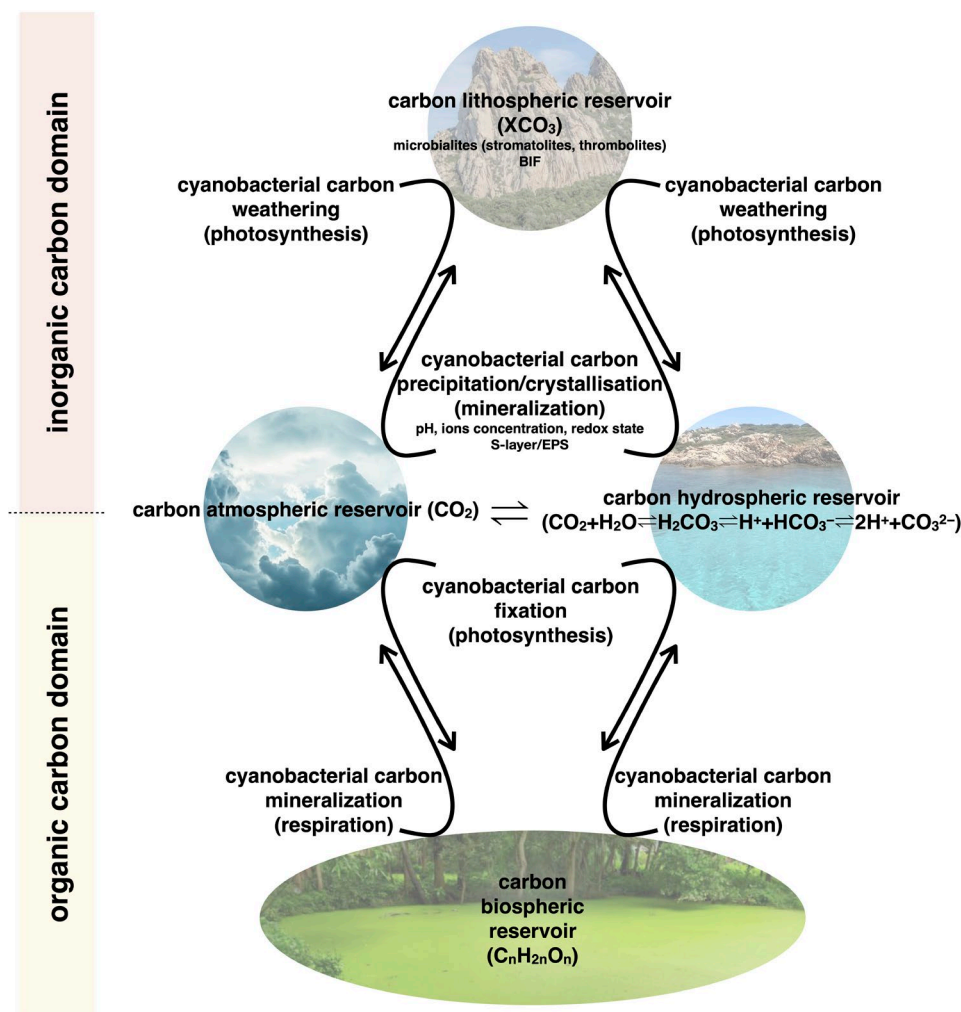 inorganic carbon domain
organic carbon domain
carbon lithospheric reservoir
(XCO₃)
microbialites (stromatolites, thrombolites)
BIF
cyanobacterial carbon
weathering
(photosynthesis)
cyanobacterial carbon
weathering
(photosynthesis)
cyanobacterial carbon
precipitation/crystallisation
(mineralization)
pH, ions concentration, redox state
S-layer/EPS
carbon atmospheric reservoir (CO₂)
⇌
carbon hydrospheric reservoir
(CO₂+H₂O⇌H₂CO₃⇌H⁺+HCO₃⁻⇌2H⁺+CO₃²⁻)
cyanobacterial carbon
fixation
(photosynthesis)
cyanobacterial carbon
mineralization
(respiration)
cyanobacterial carbon
mineralization
(respiration)
carbon
biospheric
reservoir
(CₙH₂ₙOₙ)